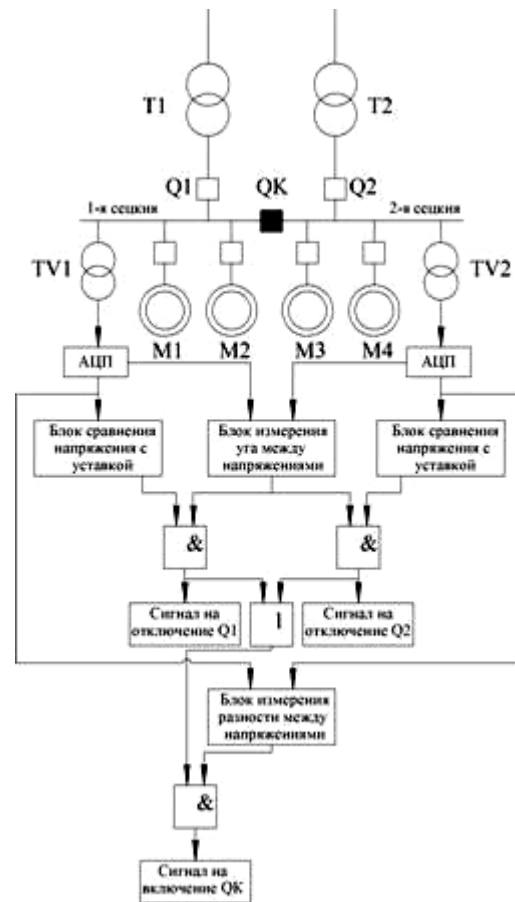 T1
T2
Q1
QK
Q2
1-я сецкия
2-я сецкия
TV1
TV2
M1
M2
M3
M4
АЦП
АЦП
Блок сравнения
напряжения с
уставкой
Блок измерения
уга между
напряжениями
Блок сравнения
напряжения с
уставкой
&
&
Сигнал на
отключение Q1
1
Сигнал на
отключение Q2
Блок измерения
разности между
напряжениями
&
Сигнал на
включение QK